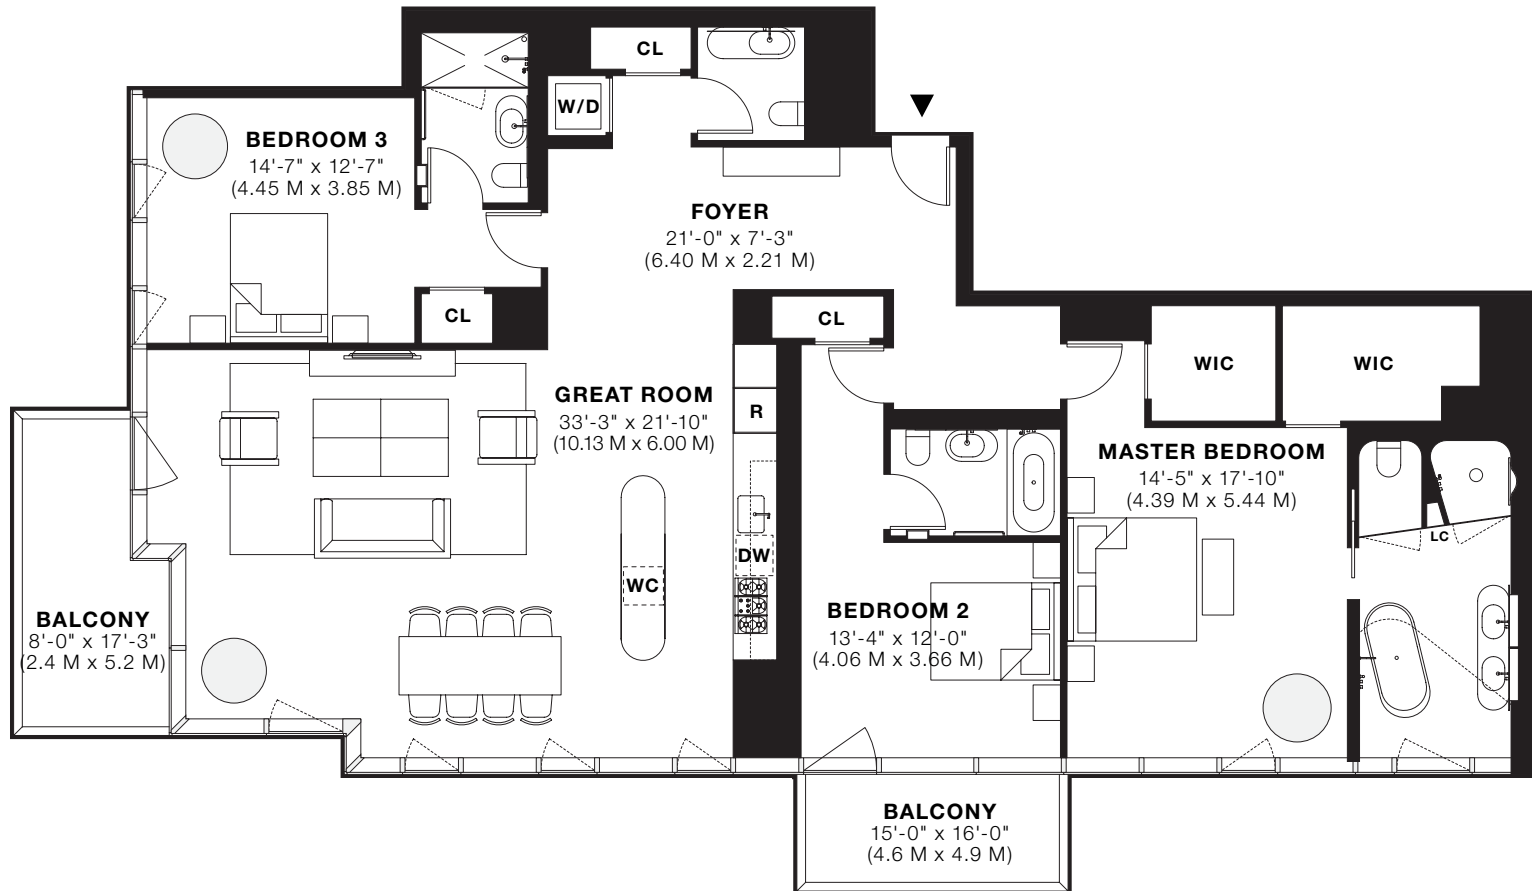 CL
W/D
BEDROOM 3
14'-7" x 12'-7"
(4.45 M x 3.85 M)
FOYER
21'-0" x 7'-3"
(6.40 M x 2.21 M)
CL
CL
WIC
WIC
GREAT ROOM
33'-3" x 21'-10"
(10.13 M x 6.00 M)
R
MASTER BEDROOM
14'-5" x 17'-10"
(4.39 M x 5.44 M)
LC
DW
WC
BALCONY
8'-0" x 17'-3"
(2.4 M x 5.2 M)
BEDROOM 2
13'-4" x 12'-0"
(4.06 M x 3.66 M)
BALCONY
15'-0" x 16'-0"
(4.6 M x 4.9 M)